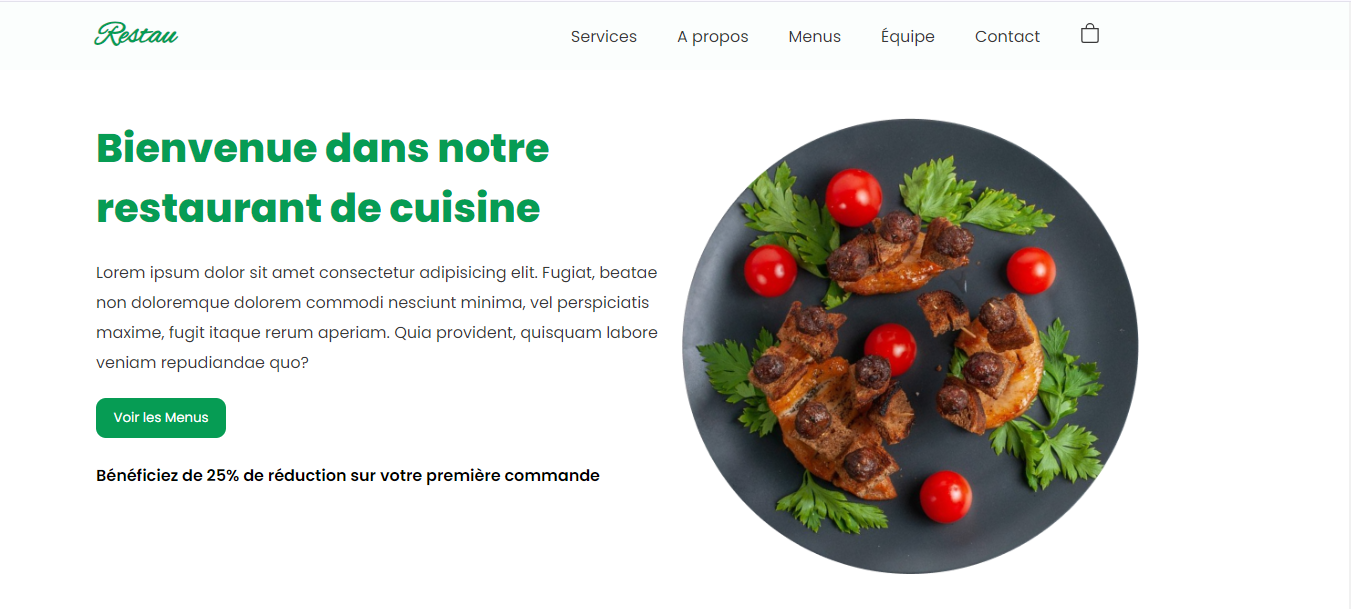 Restau
Services
A propos
Menus
Équipe
Contact
Bienvenue dans notre
restaurant de cuisine
Lorem ipsum dolor sit amet consectetur adipisicing elit. Fugiat, beatae
non doloremque dolorem commodi nesciunt minima, vel perspiciatis
maxime, fugit itaque rerum aperiam. Quia provident, quisquam labore
veniam repudiandae quo?
Voir les Menus
Bénéficiez de 25% de réduction sur votre première commande